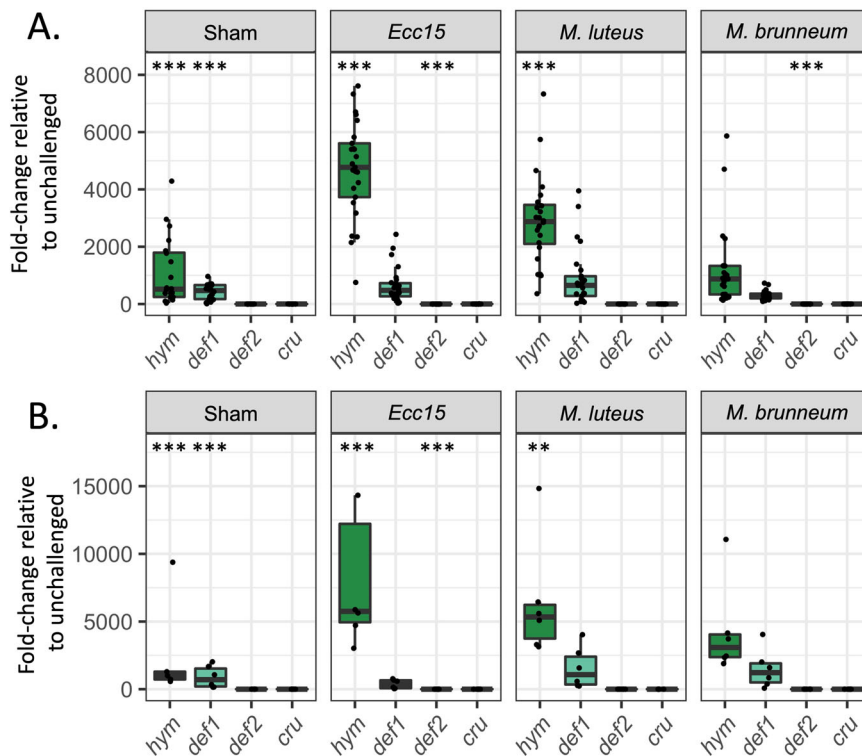 A.
Sham Ecc15 M. luteus M. brunneum
*** *** *** *** *** ***
Fold-change relative
to unchallenged
8000
6000
4000
2000
0
hym def1 def2 cru hym def1 def2 cru hym def1 def2 cru hym def1 def2 cru
B.
Sham Ecc15 M. luteus M. brunneum
*** *** *** *** **
Fold-change relative
to unchallenged
15000
10000
5000
0
hym def1 def2 cru hym def1 def2 cru hym def1 def2 cru hym def1 def2 cru